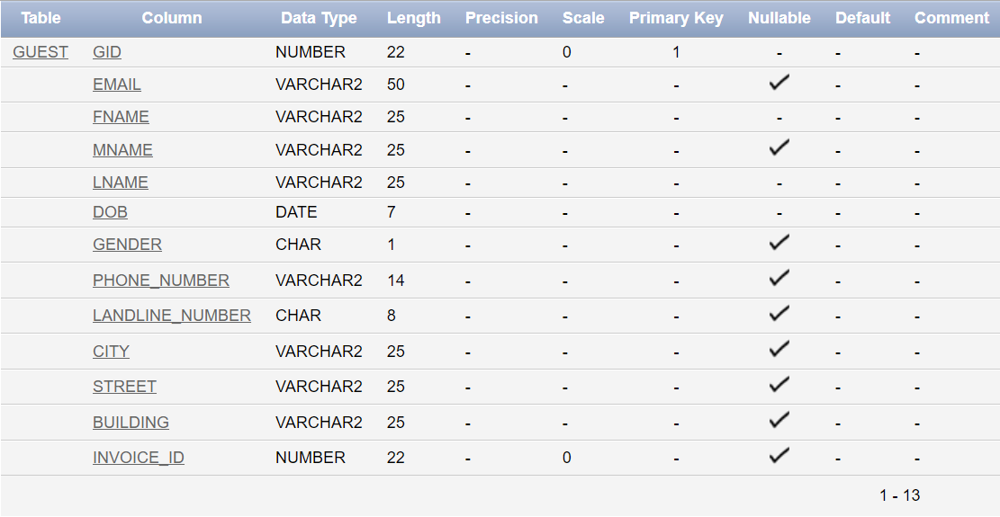 Table Column Data Type Length Precision Scale Primary Key Nullable Default Comment
GUEST GID NUMBER 22 - 0 1 - - -
EMAIL VARCHAR2 50 - - - ✓ - -
FNAME VARCHAR2 25 - - - - - -
MNAME VARCHAR2 25 - - - ✓ - -
LNAME VARCHAR2 25 - - - - - -
DOB DATE 7 - - - - - -
GENDER CHAR 1 - - - ✓ - -
PHONE_NUMBER VARCHAR2 14 - - - ✓ - -
LANDLINE_NUMBER CHAR 8 - - - ✓ - -
CITY VARCHAR2 25 - - - ✓ - -
STREET VARCHAR2 25 - - - ✓ - -
BUILDING VARCHAR2 25 - - - ✓ - -
INVOICE_ID NUMBER 22 - 0 - ✓ - -
1 - 13